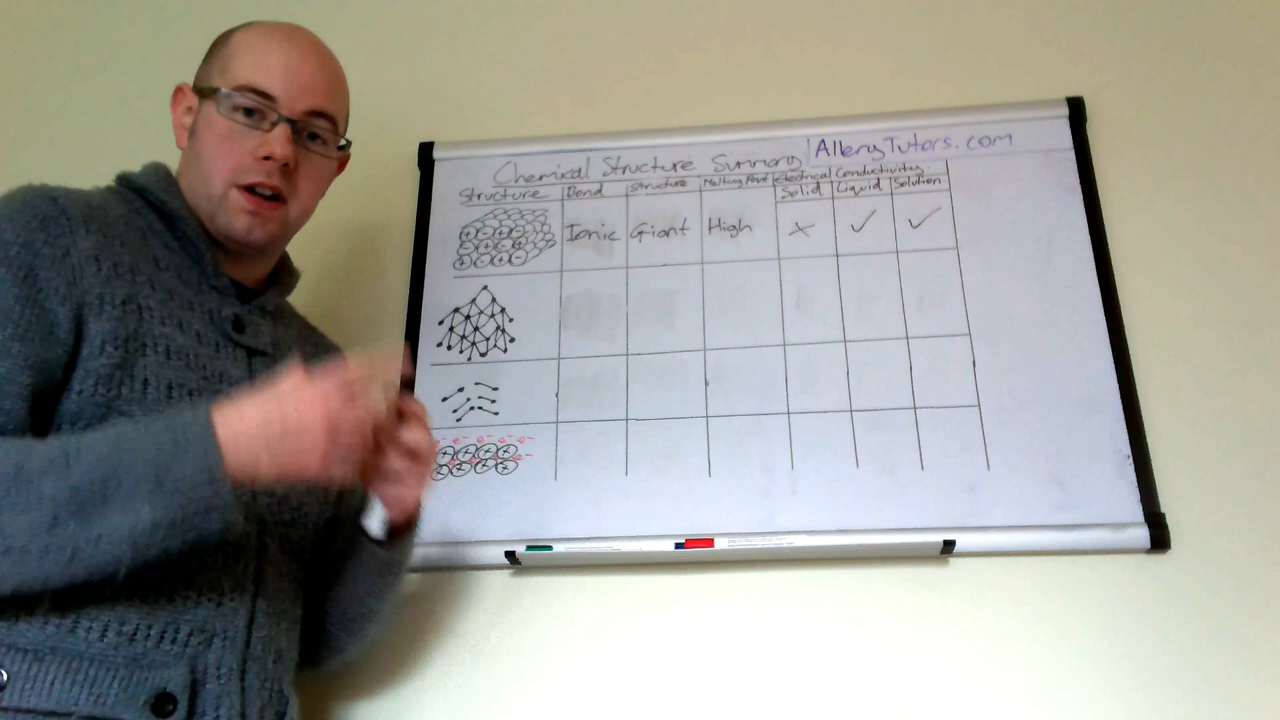 Chemical Structure Summary
AlleryTutors.com
Structure Bond Structure Melting Point Electrical Conductivity
Solid Liquid Solution
Ionic Giant High ✗ ✓ ✓